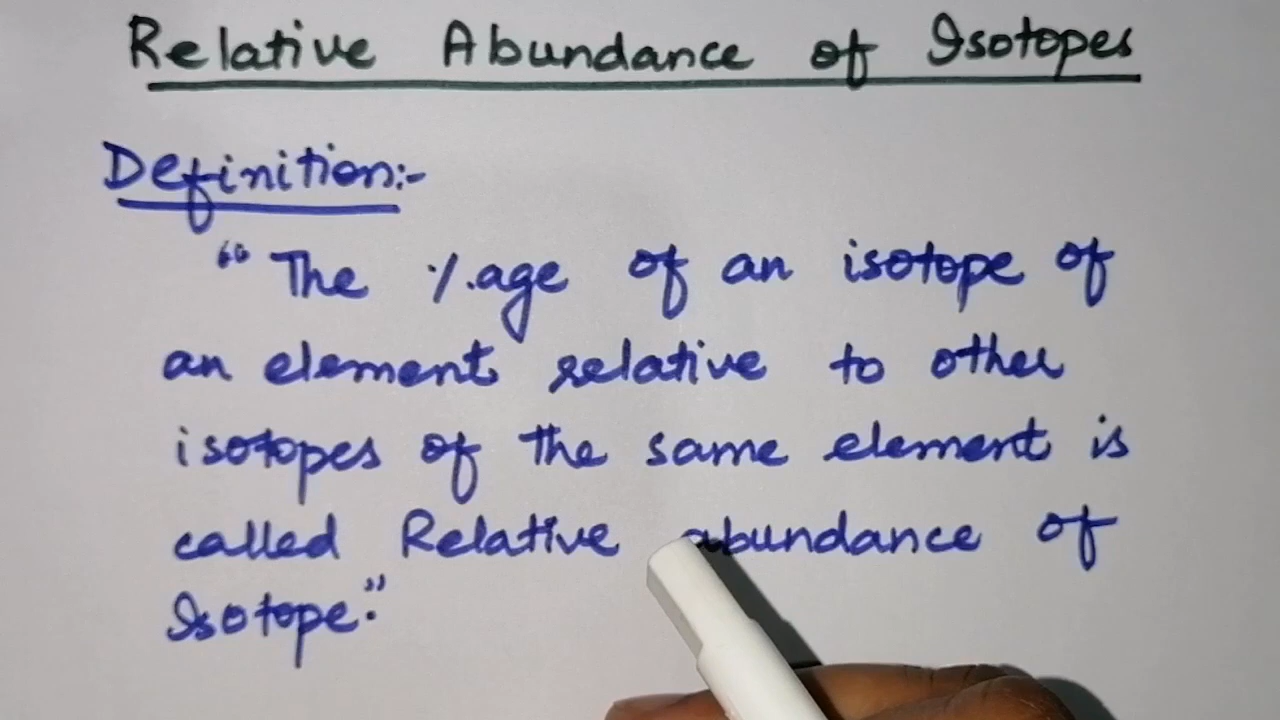 Relative Abundance of Isotopes
Definition:-
“The %age of an isotope of
an element relative to other
isotopes of the same element is
called Relative abundance of
Isotope.”